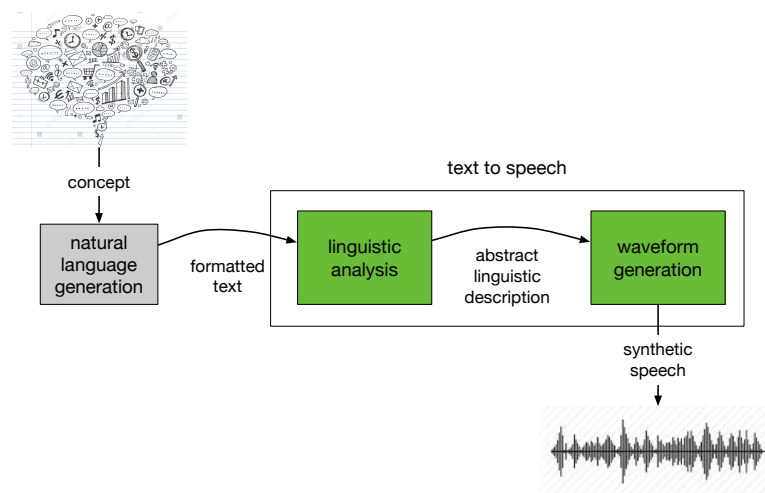 concept
text to speech
natural
language
generation
formatted
text
linguistic
analysis
abstract
linguistic
description
waveform
generation
synthetic
speech